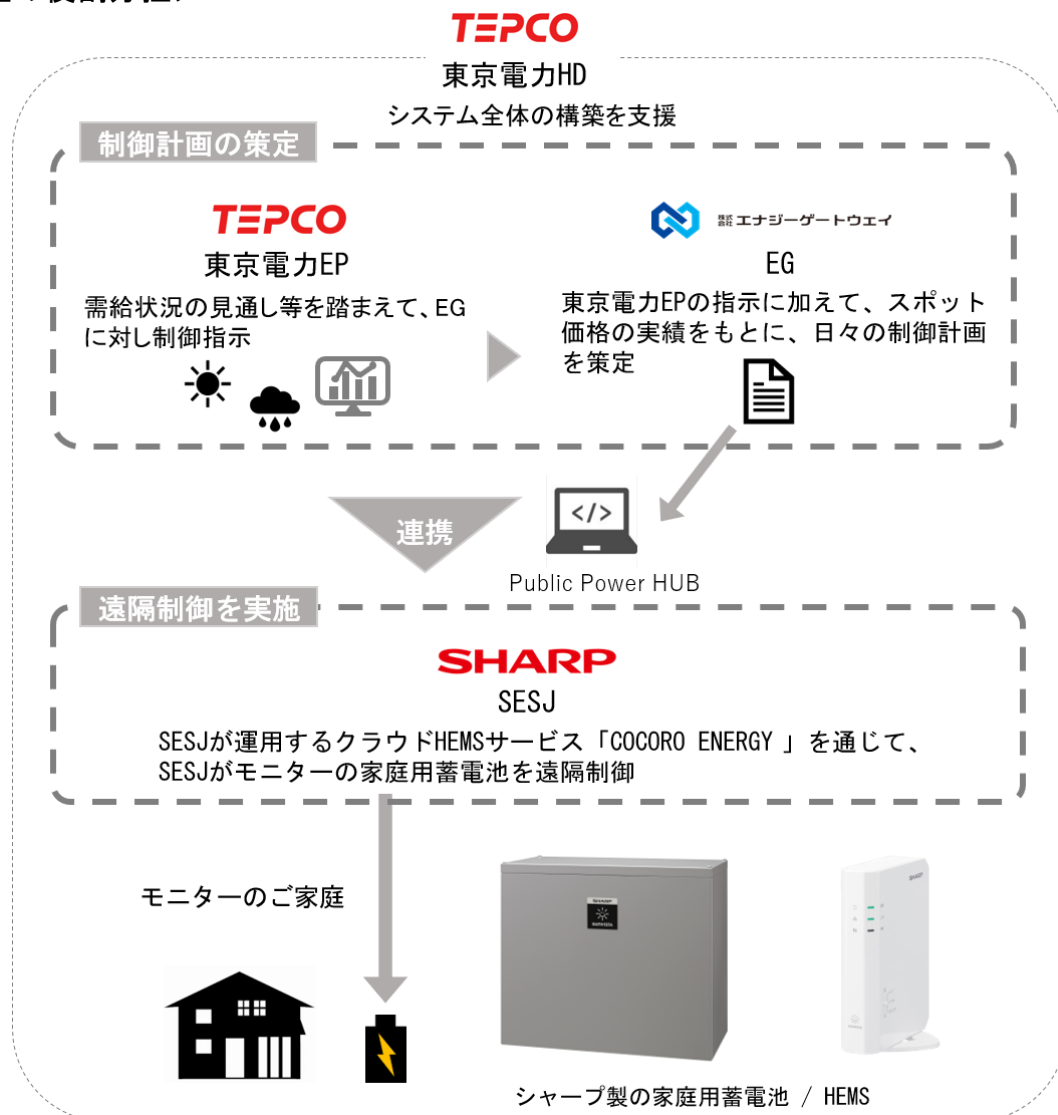 TEPCO
東京電力HD
システム全体の構築を支援
制御計画の策定
TEPCO
東京電力EP
需給状況の見通し等を踏まえて、EG
に対し制御指示
株式会社 エナジーゲートウェイ
EG
東京電力EPの指示に加えて、スポット
価格の実績をもとに、日々の制御計画
を策定
連携
</>
Public Power HUB
遠隔制御を実施
SHARP
SESJ
SESJが運用するクラウドHEMSサービス「COCORO ENERGY 」を通じて、
SESJがモニターの家庭用蓄電池を遠隔制御
モニターのご家庭
SHARP
SHARP
シャープ製の家庭用蓄電池 / HEMS